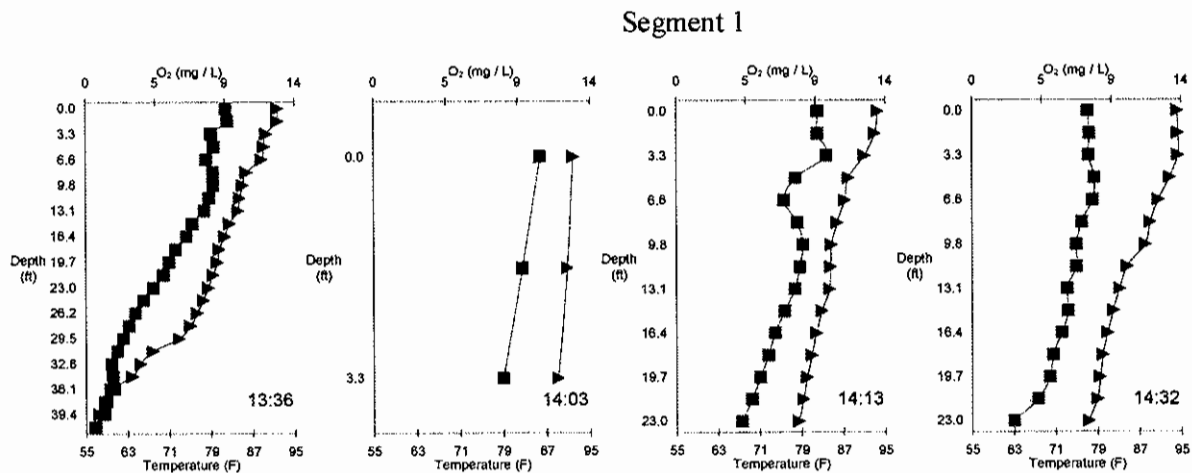 Segment 1
O₂ (mg / L)
0 5 9 14
0.0
3.3
6.6
9.8
13.1
16.4
19.7
23.0
26.2
29.5
32.8
36.1
39.4
Depth
(ft)
13:36
55 63 71 79 87 95
Temperature (F)
O₂ (mg / L)
0 5 9 14
0.0
3.3
Depth
(ft)
14:03
55 63 71 79 87 95
Temperature (F)
O₂ (mg / L)
0 5 9 14
0.0
3.3
6.6
9.8
13.1
16.4
19.7
23.0
Depth
(ft)
14:13
55 63 71 79 87 95
Temperature (F)
O₂ (mg / L)
0 5 9 14
0.0
3.3
6.6
9.8
13.1
16.4
19.7
23.0
Depth
(ft)
14:32
55 63 71 79 87 95
Temperature (F)